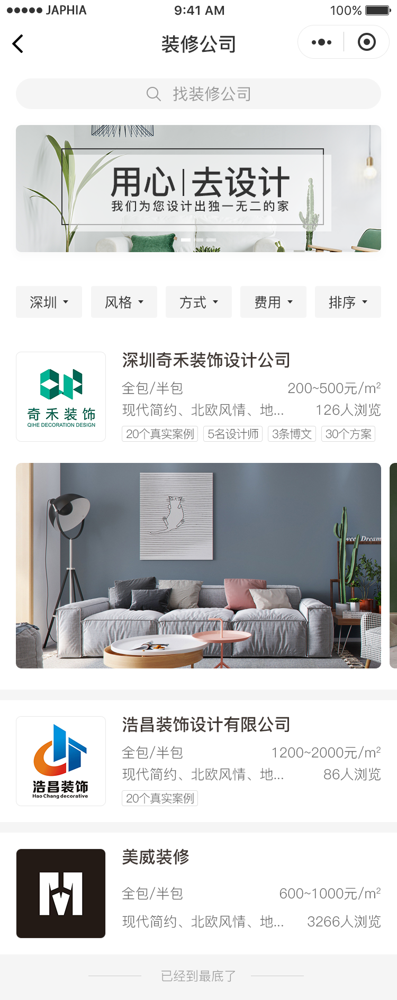 JAPHIA 9:41 AM 100%
装修公司
找装修公司
用心|去设计
我们为您设计出独一无二的家
深圳 风格 方式 费用 排序
深圳奇禾装饰设计公司
奇禾装饰
QIHE DECORATION DESIGN
全包/半包 200~500元/m²
现代简约、北欧风情、地... 126人浏览
20个真实案例 5名设计师 3条博文 30个方案
weet Dream
浩昌装饰设计有限公司
浩昌装饰
Hao Chang decorative
全包/半包 1200~2000元/m²
现代简约、北欧风情、地... 86人浏览
20个真实案例
美威装修
全包/半包 600~1000元/m²
现代简约、北欧风情、地... 3266人浏览
已经到最底了